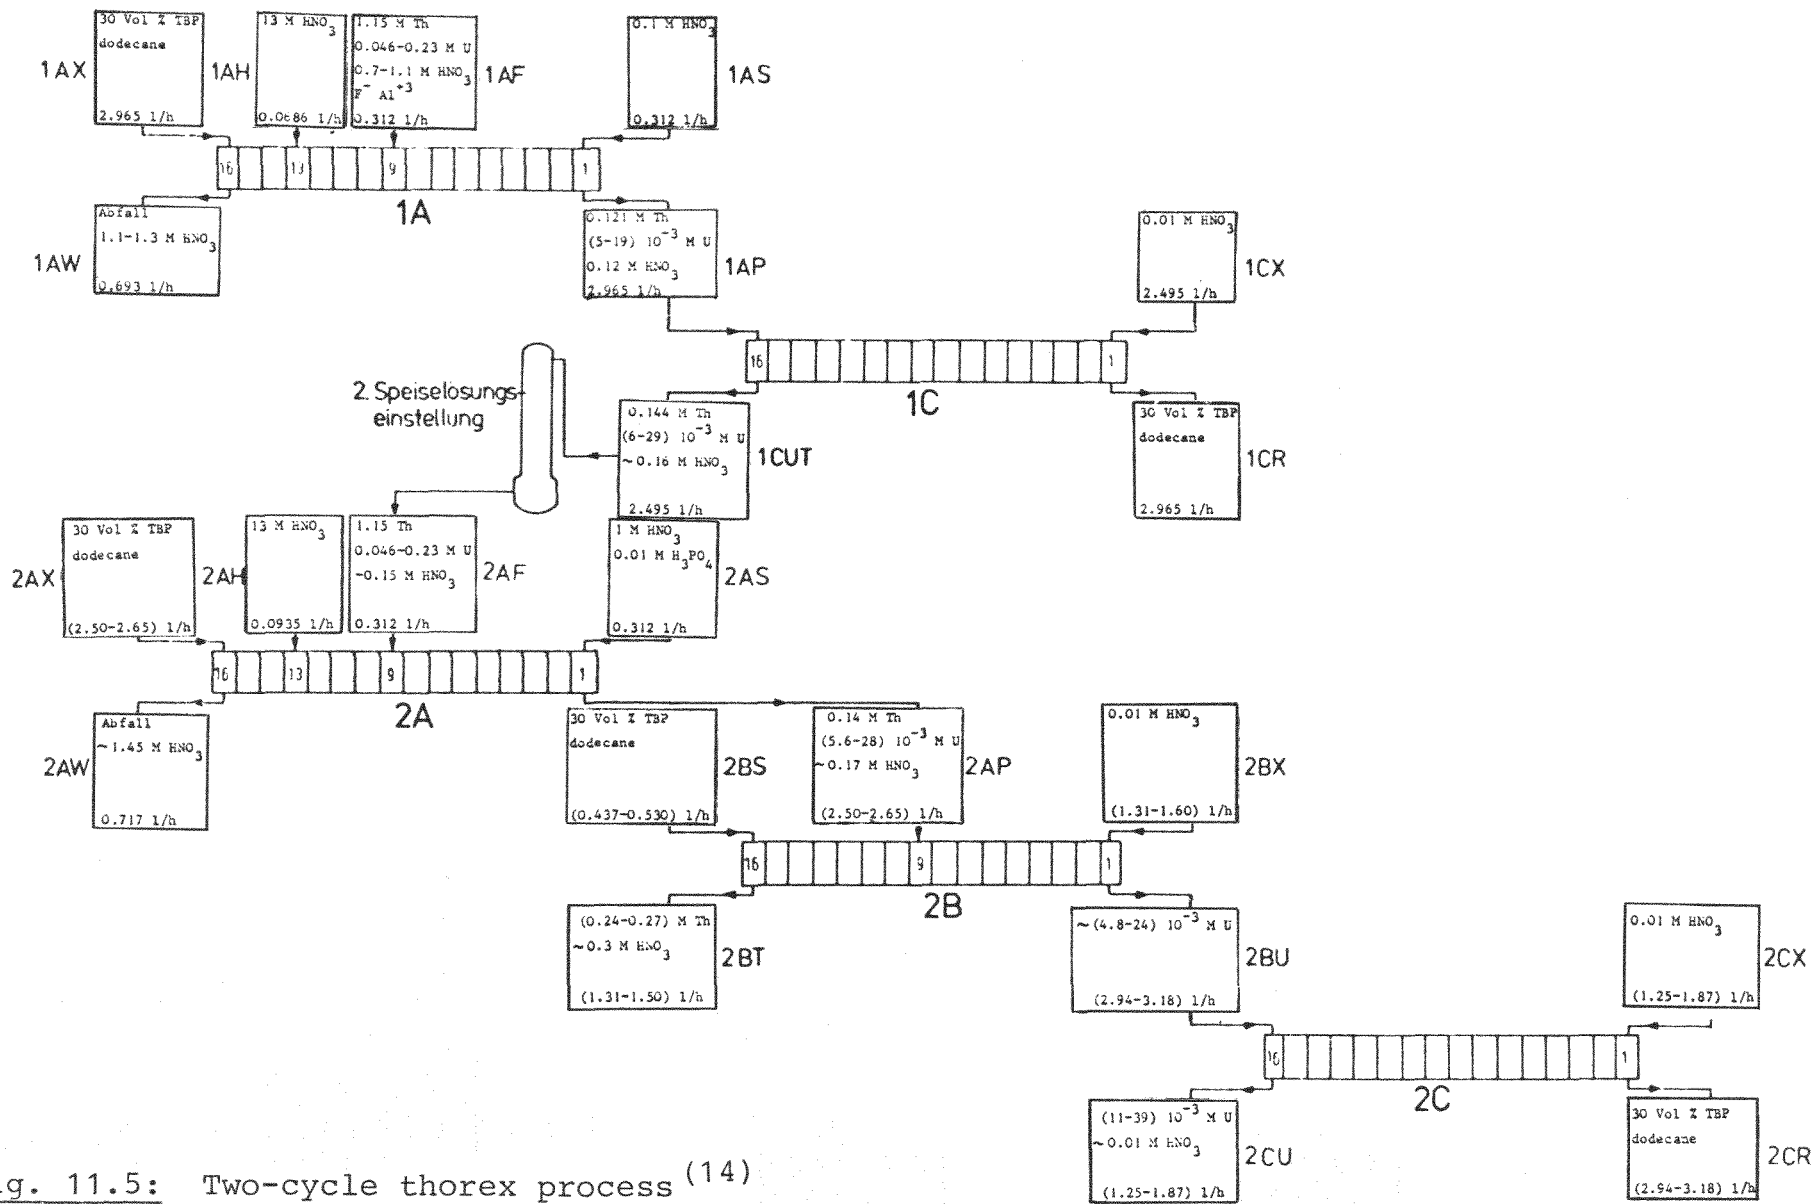 30 Vol % TBP
dodecane
2.965 l/h
1AX
13 M HNO3
0.0686 l/h
1AH
1.15 M Th
0.046-0.23 M U
0.7-1.1 M HNO3
F- Al+3
0.312 l/h
1AF
0.1 M HNO3
0.312 l/h
1AS
16
13
9
1
1A
Abfall
1.1-1.3 M HNO3
0.693 l/h
1AW
0.121 M Th
(5-19) 10-3 M U
0.12 HNO3
2.965 l/h
1AP
0.01 M HNO3
2.495 l/h
1CX
16
1
1C
2. Speiselösungs-
einstellung
0.144 M Th
(6-29) 10-3 M U
~0.16 M HNO3
2.495 l/h
1CUT
30 Vol % TBP
dodecane
2.965 l/h
1CR
30 Vol % TBP
dodecane
(2.50-2.65) l/h
2AX
13 M HNO3
0.0935 l/h
2AH
1.15 Th
0.046-0.23 M U
-0.15 M HNO3
0.312 l/h
2AF
1 M HNO3
0.01 M H3PO4
0.312 l/h
2AS
16
13
9
1
2A
Abfall
~1.45 M HNO3
0.717 l/h
2AW
30 Vol % TBP
dodecane
(0.437-0.530) l/h
2BS
0.14 M Th
(5.6-28) 10-3 M U
~0.17 M HNO3
(2.50-2.65) l/h
2AP
0.01 M HNO3
(1.31-1.60) l/h
2BX
16
9
1
2B
(0.24-0.27) M Th
~0.3 M HNO3
(1.31-1.50) l/h
2BT
~(4.8-24) 10-3 M U
(2.94-3.18) l/h
2BU
0.01 M HNO3
(1.25-1.87) l/h
2CX
16
1
2C
(11-39) 10-3 M U
~0.01 M HNO3
(1.25-1.87) l/h
2CU
30 Vol % TBP
dodecane
(2.94-3.18) l/h
2CR
ig. 11.5: Two-cycle thorex process (14)